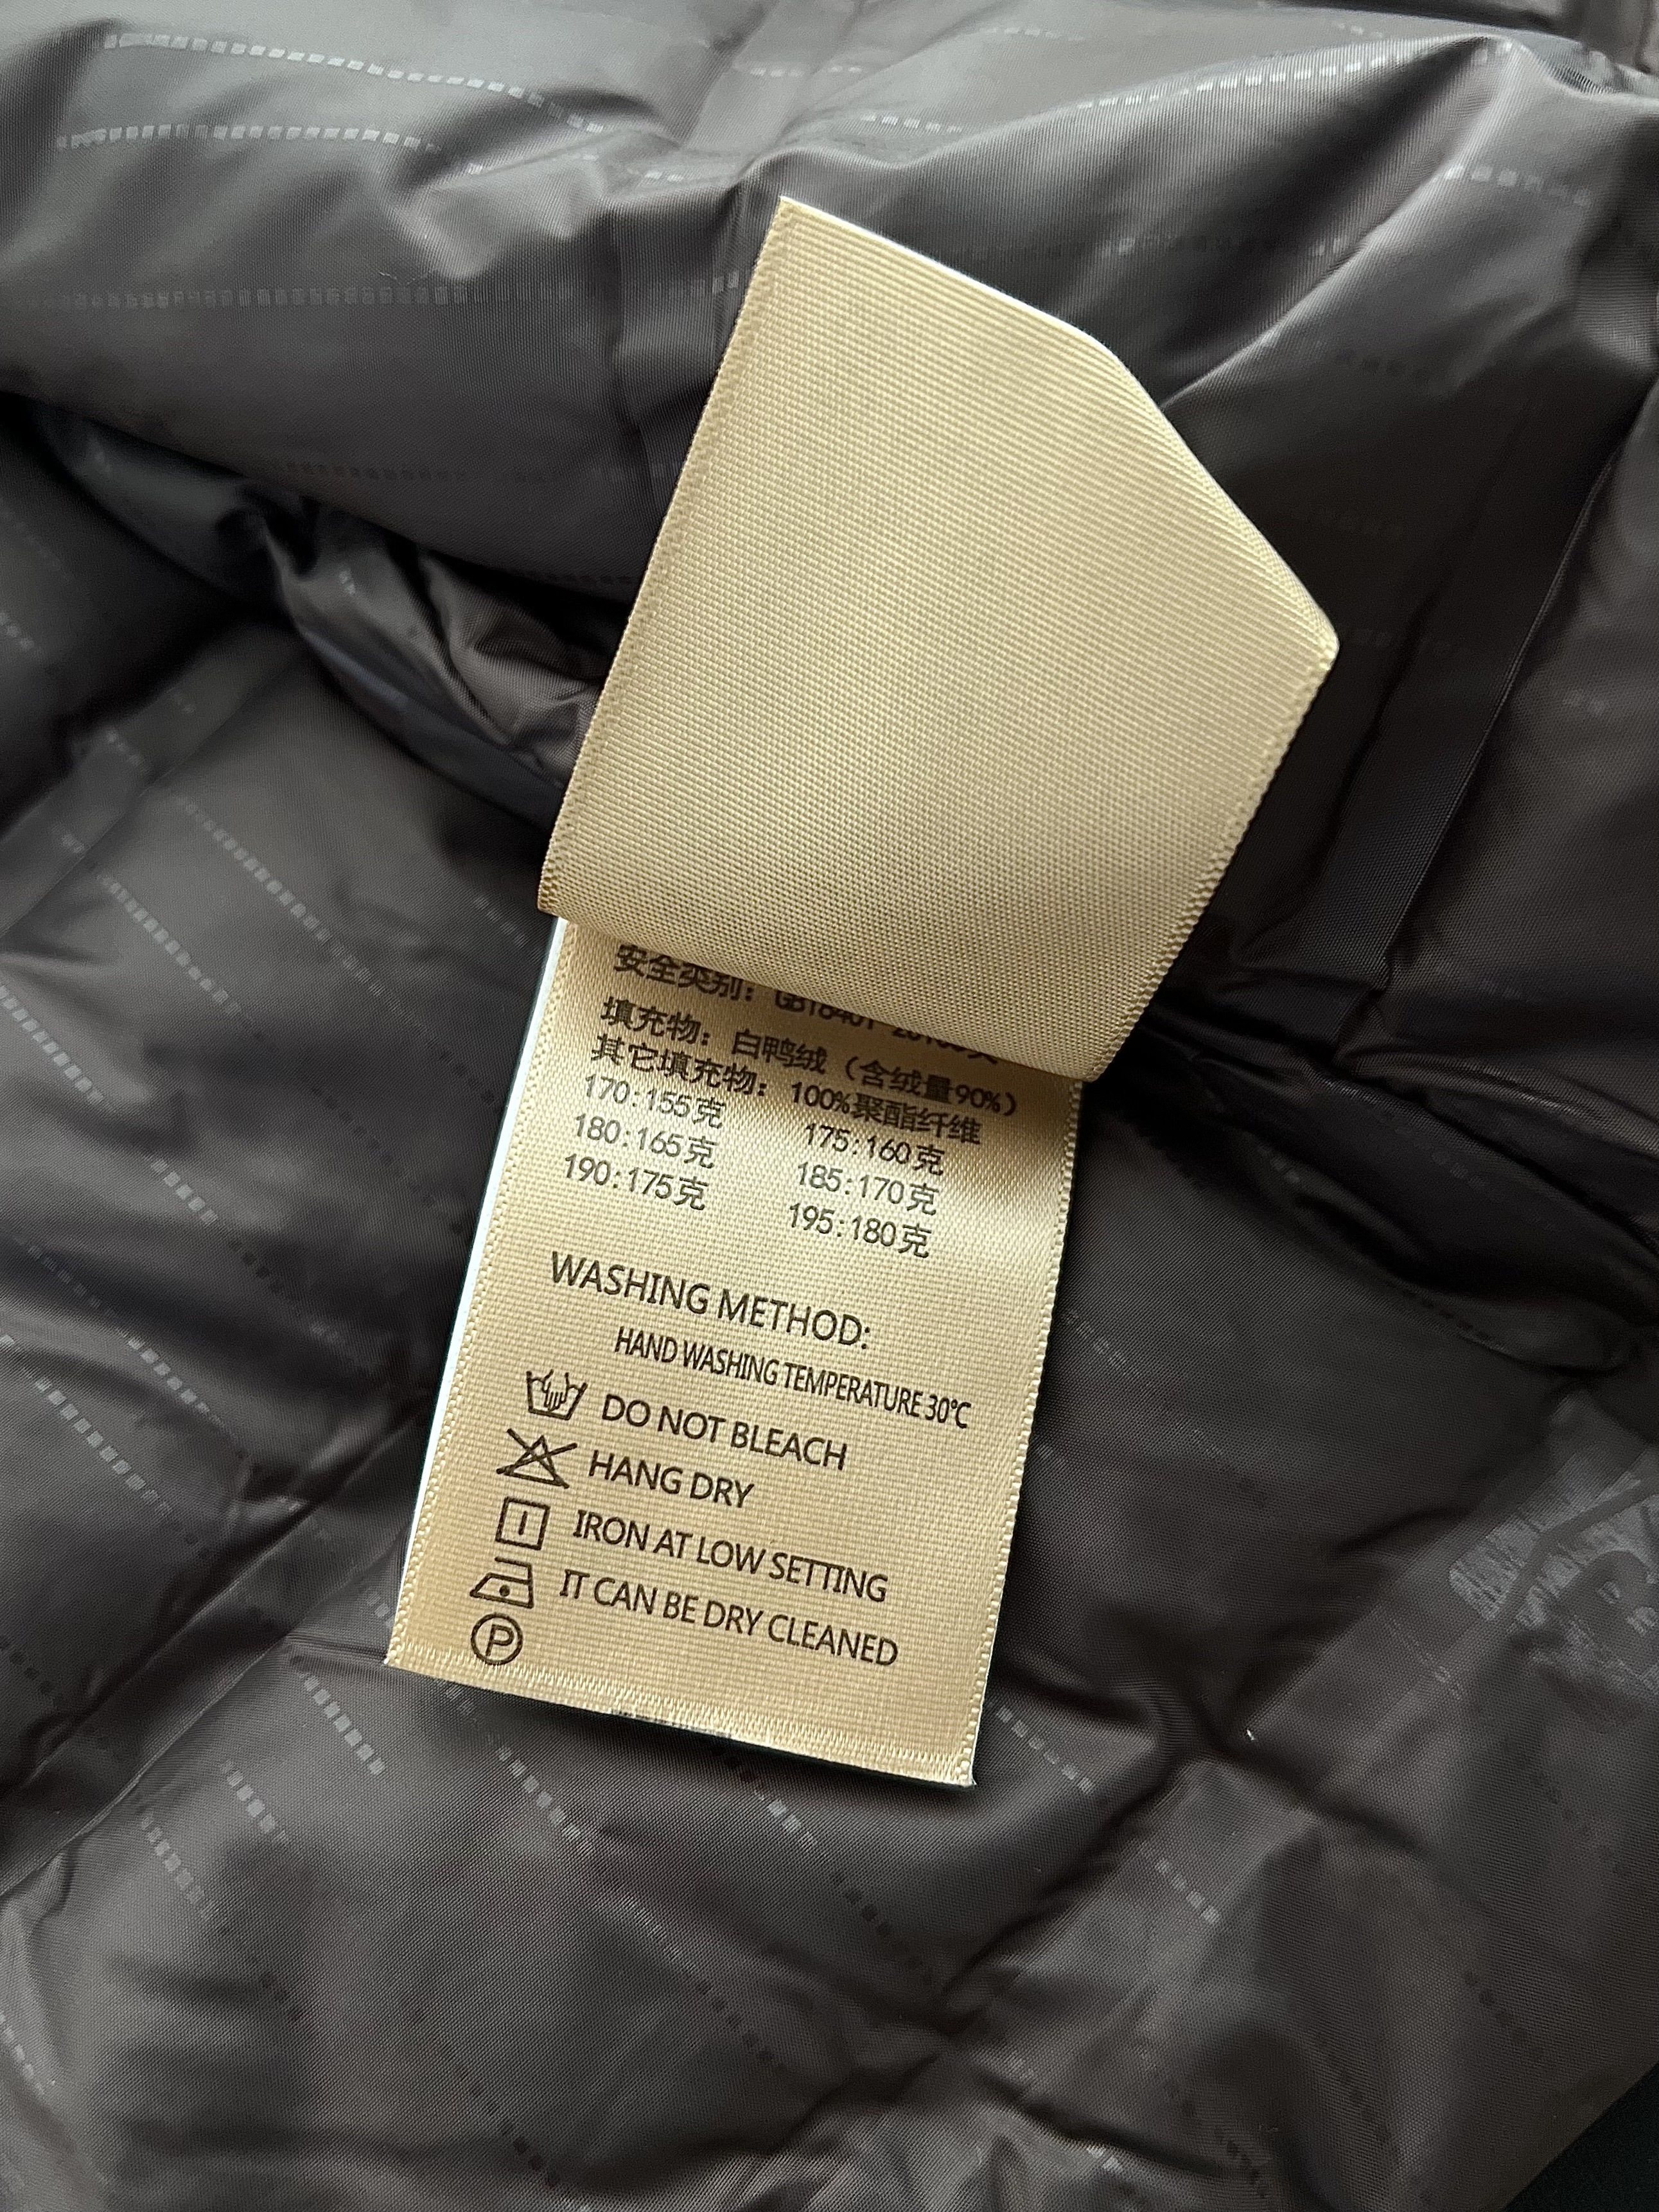 安全类别：GB18401-2010
填充物：白鸭绒（含绒量90%）
其它填充物：100%聚酯纤维
170:155克 175:160克
180:165克 185:170克
190:175克 195:180克
WASHING METHOD:
HAND WASHING TEMPERATURE 30℃
DO NOT BLEACH
HANG DRY
IRON AT LOW SETTING
IT CAN BE DRY CLEANED
P